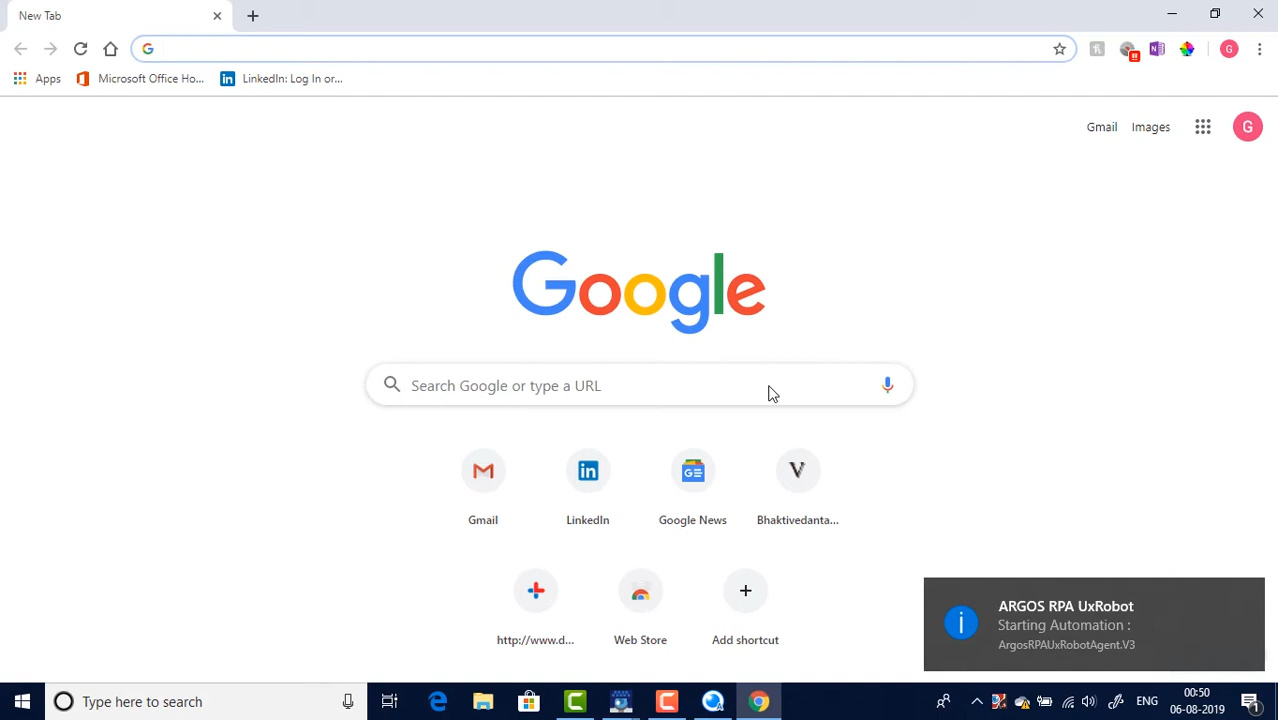 New Tab
Apps
Microsoft Office Ho...
LinkedIn: Log In or...
G
Gmail
Images
G
Google
Search Google or type a URL
Gmail
LinkedIn
Google News
Bhaktivedanta...
http://www.d...
Web Store
Add shortcut
ARGOS RPA UxRobot
Starting Automation :
ArgosRPAUxRobotAgent.V3
Type here to search
ENG
00:50
06-08-2019